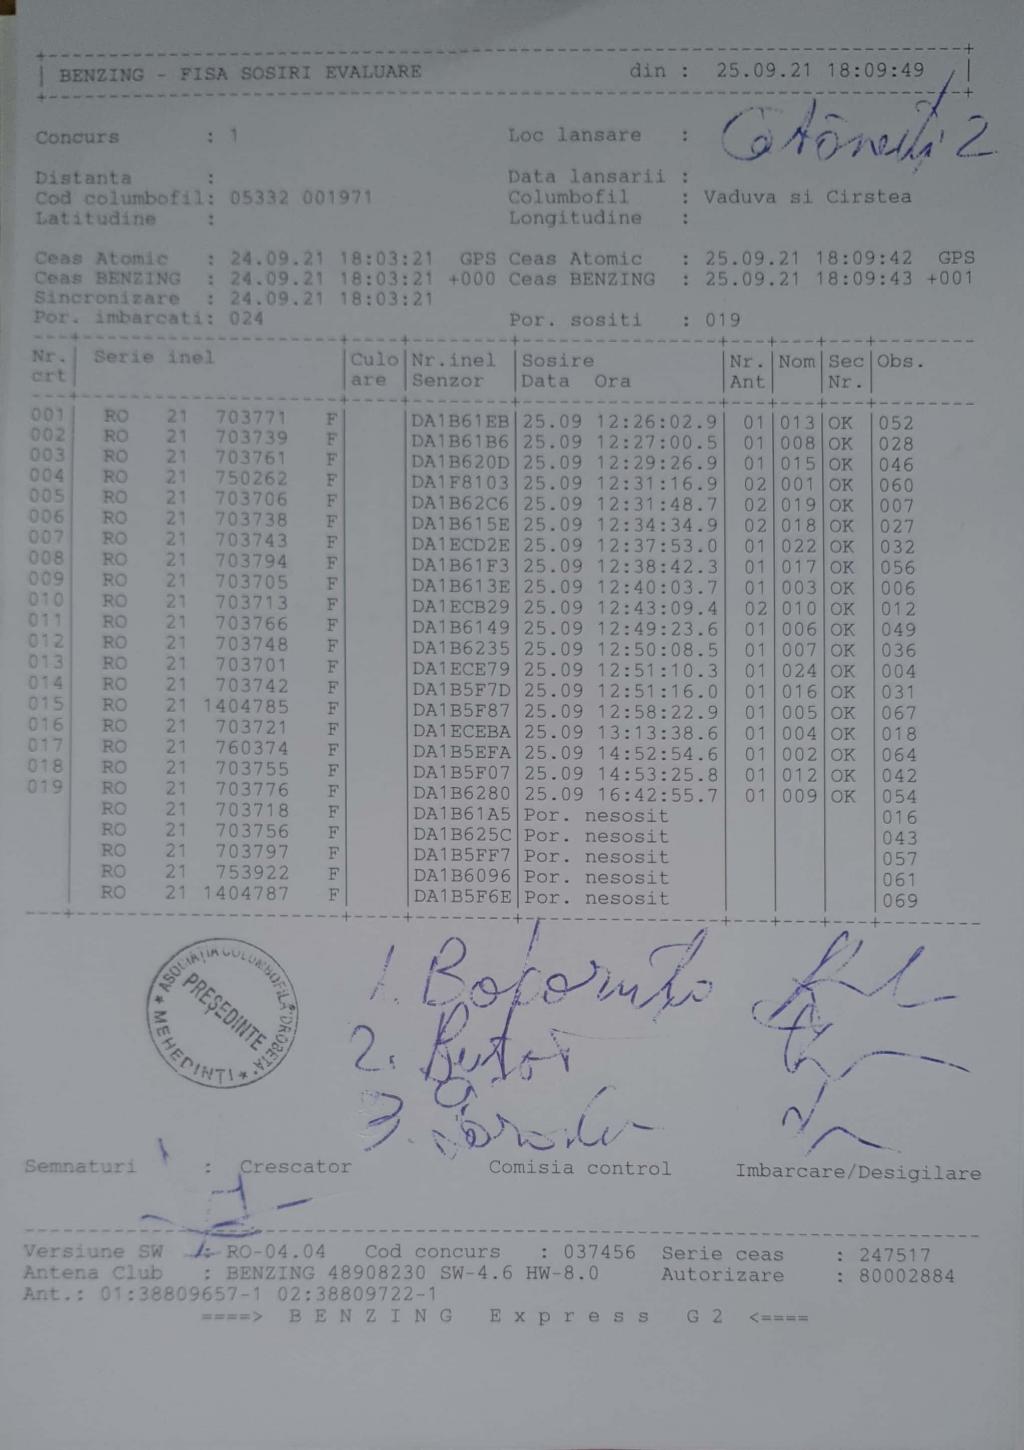 BENZING - FISA SOSIRI EVALUARE din : 25.09.21 18:09:49
Concurs : 1 Loc lansare :
Distanta : Data lansarii :
Cod columbofil: 05332 001971 Columbofil : Vaduva si Cirstea
Latitudine : Longitudine :
Ceas Atomic : 24.09.21 18:03:21 GPS Ceas Atomic : 25.09.21 18:09:42 GPS
Ceas BENZING : 24.09.21 18:03:21 +000 Ceas BENZING : 25.09.21 18:09:43 +001
Sincronizare : 24.09.21 18:03:21
Por. imbarcati: 024 Por. sositi : 019
Nr. Serie inel Culo Nr.inel Sosire Nr. Nom Sec Obs.
crt are Senzor Data Ora Ant Nr.
001 RO 21 703771 F DA1B61EB 25.09 12:26:02.9 01 013 OK 052
002 RO 21 703739 F DA1B61B6 25.09 12:27:00.5 01 008 OK 028
003 RO 21 703761 F DA1B620D 25.09 12:29:26.9 01 015 OK 046
004 RO 21 750262 F DA1F8103 25.09 12:31:16.9 02 001 OK 060
005 RO 21 703706 F DA1B62C6 25.09 12:31:48.7 02 019 OK 007
006 RO 21 703738 F DA1B615E 25.09 12:34:34.9 02 018 OK 027
007 RO 21 703743 F DA1ECD2E 25.09 12:37:53.0 01 022 OK 032
008 RO 21 703794 F DA1B61F3 25.09 12:38:42.3 01 017 OK 056
009 RO 21 703705 F DA1B613E 25.09 12:40:03.7 01 003 OK 006
010 RO 21 703713 F DA1ECB29 25.09 12:43:09.4 02 010 OK 012
011 RO 21 703766 F DA1B6149 25.09 12:49:23.6 01 006 OK 049
012 RO 21 703748 F DA1B6235 25.09 12:50:08.5 01 007 OK 036
013 RO 21 703701 F DA1ECE79 25.09 12:51:10.3 01 024 OK 004
014 RO 21 703742 F DA1B5F7D 25.09 12:51:16.0 01 016 OK 031
015 RO 21 1404785 F DA1B5F87 25.09 12:58:22.9 01 005 OK 067
016 RO 21 703721 F DA1ECEBA 25.09 13:13:38.6 01 004 OK 018
017 RO 21 760374 F DA1B5EFA 25.09 14:52:54.6 01 002 OK 064
018 RO 21 703755 F DA1B5F07 25.09 14:53:25.8 01 012 OK 042
019 RO 21 703776 F DA1B6280 25.09 16:42:55.7 01 009 OK 054
RO 21 703718 F DA1B61A5 Por. nesosit 016
RO 21 703756 F DA1B625C Por. nesosit 043
RO 21 703797 F DA1B5FF7 Por. nesosit 057
RO 21 753922 F DA1B6096 Por. nesosit 061
RO 21 1404787 F DA1B5F6E Por. nesosit 069
ASOCIAȚIA COLUMBOFILĂ DROBETA
PREȘEDINTE
* MEHEDINȚI *
1.
2.
3.
Semnaturi : Crescator Comisia control Imbarcare/Desigilare
Versiune SW : RO-04.04 Cod concurs : 037456 Serie ceas : 247517
Antena Club : BENZING 48908230 SW-4.6 HW-8.0 Autorizare : 80002884
Ant.: 01:38809657-1 02:38809722-1
====> B E N Z I N G E x p r e s s G 2 <====